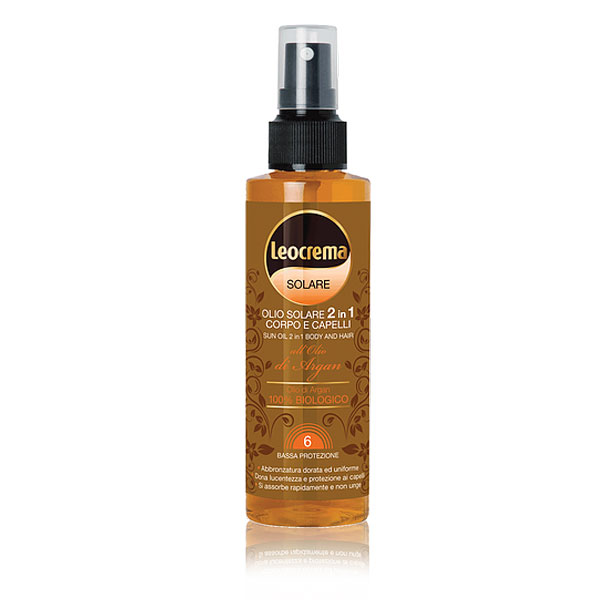 Leocrema
SOLARE
OLIO SOLARE 2 in 1
CORPO E CAPELLI
SUN OIL 2 in 1 BODY AND HAIR
all'Olio
di Argan
Olio di Argan
100% BIOLOGICO
6
BASSA PROTEZIONE
• Abbronzatura dorata ed uniforme
Dona lucentezza e protezione ai capelli
• Si assorbe rapidamente e non unge